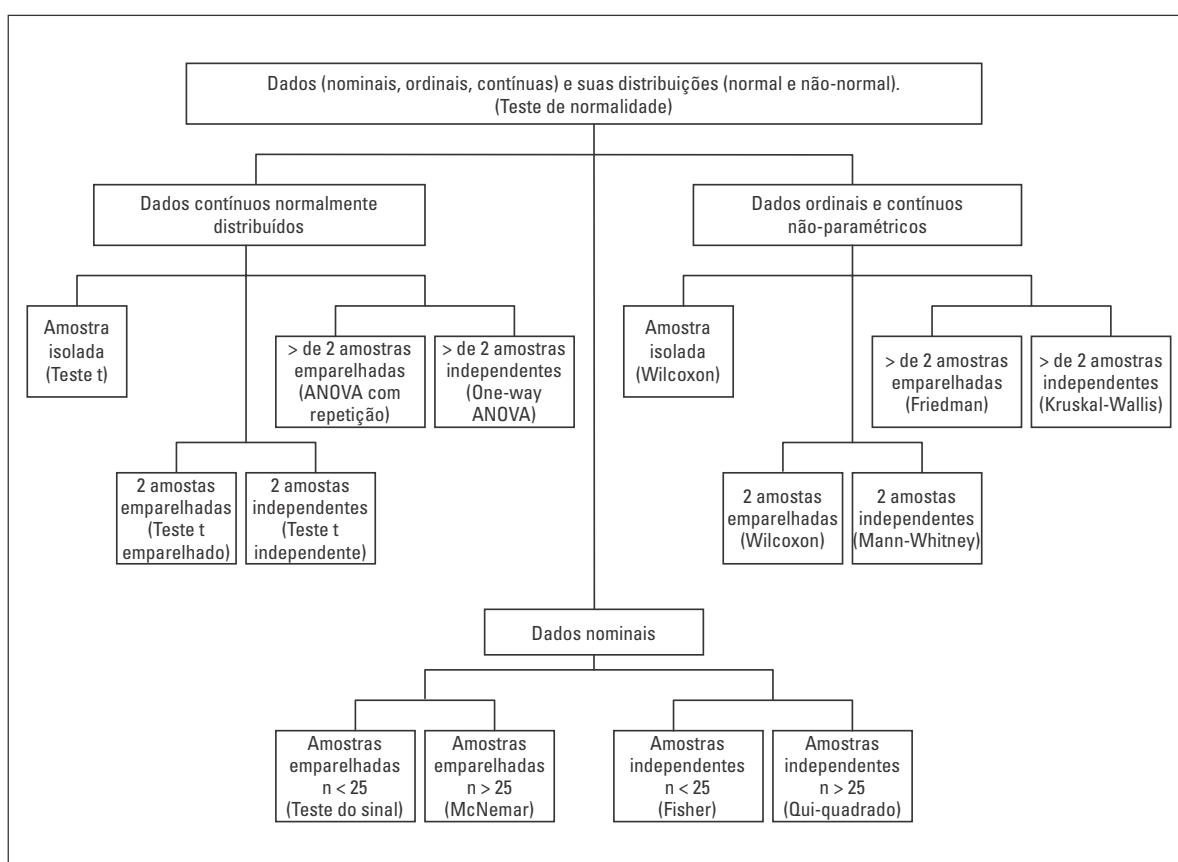 Dados (nominais, ordinais, contínuas) e suas distribuições (normal e não-normal).
(Teste de normalidade)
Dados contínuos normalmente
distribuídos
Dados ordinais e contínuos
não-paramétricos
Amostra
isolada
(Teste t)
> de 2 amostras
emparelhadas
(ANOVA com
repetição)
> de 2 amostras
independentes
(One-way
ANOVA)
Amostra
isolada
(Wilcoxon)
> de 2 amostras
emparelhadas
(Friedman)
> de 2 amostras
independentes
(Kruskal-Wallis)
2 amostas
emparelhadas
(Teste t
emparelhado)
2 amostas
independentes
(Teste t
independente)
2 amostas
emparelhadas
(Wilcoxon)
2 amostas
independentes
(Mann-Whitney)
Dados nominais
Amostras
emparelhadas
n < 25
(Teste do sinal)
Amostras
emparelhadas
n > 25
(McNemar)
Amostras
independentes
n < 25
(Fisher)
Amostras
independentes
n > 25
(Qui-quadrado)